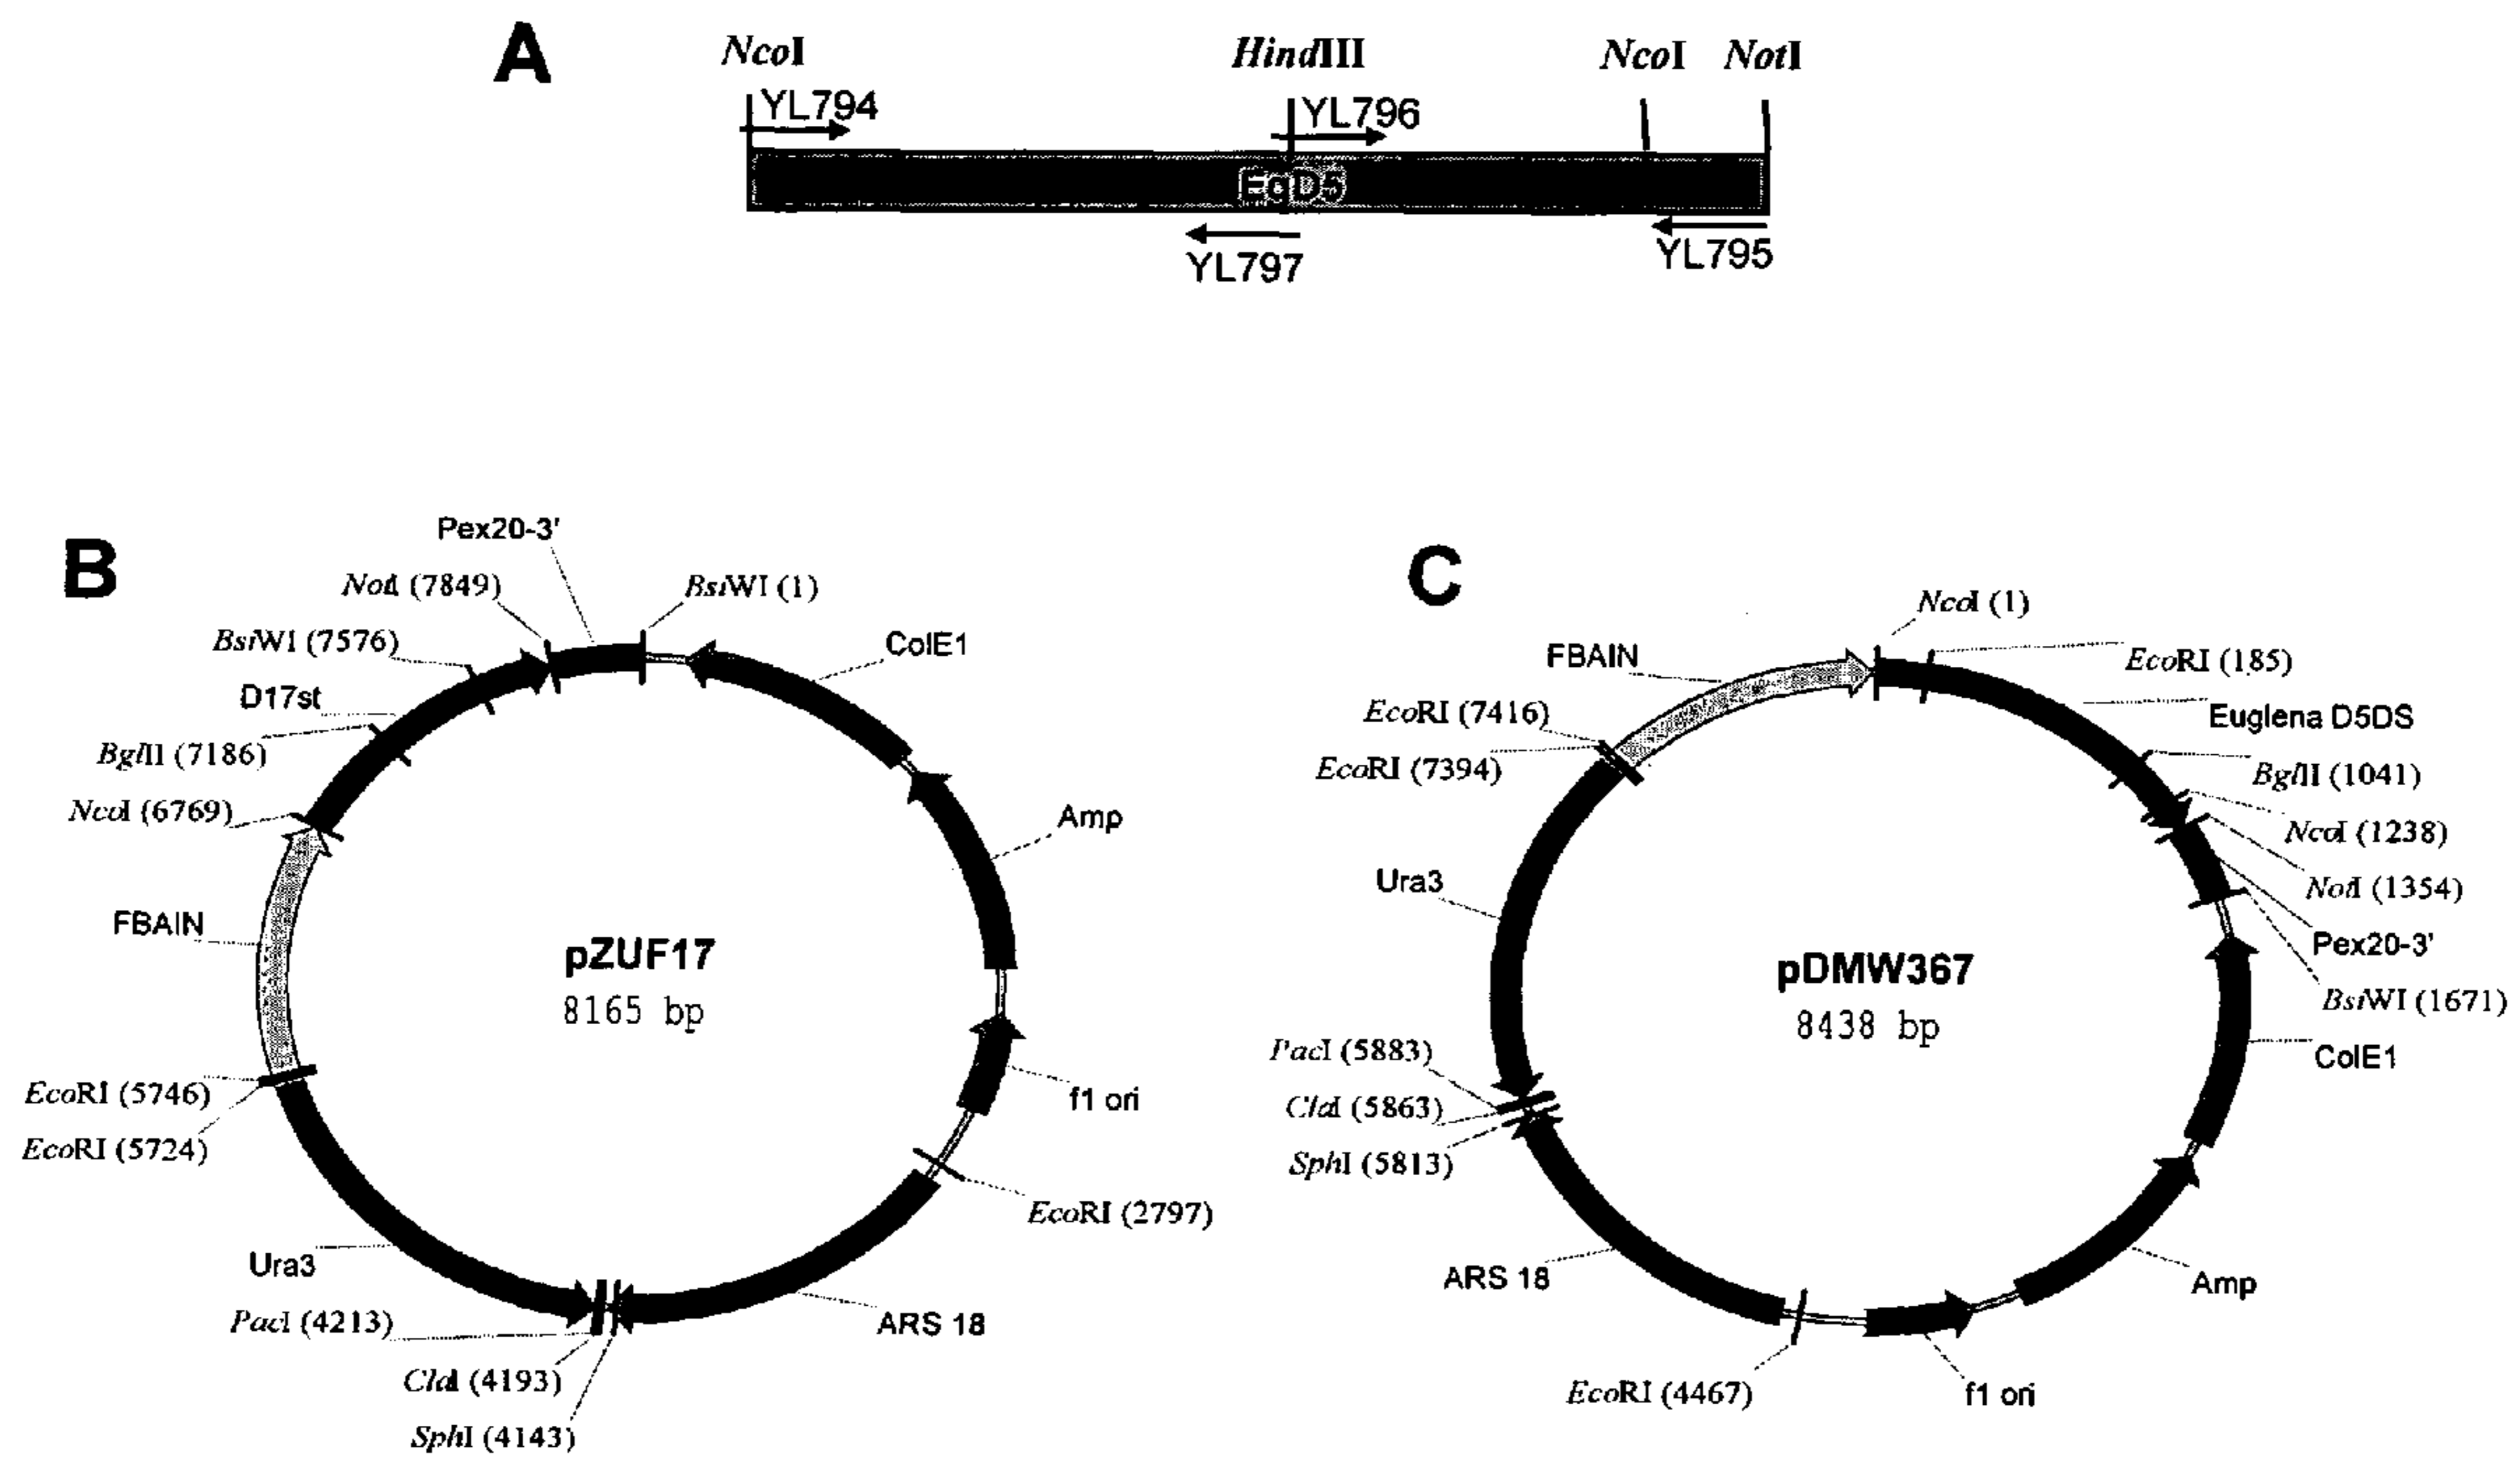 A
NcoI
HindIII
NcoI
NotI
YL794
YL796
EgD5
YL797
YL795
B
Pex20-3'
NotI (7849)
BsiWI (1)
BsiWI (7576)
ColE1
D17st
BglII (7186)
NcoI (6769)
Amp
FBAIN
pZUF17
8165 bp
EcoRI (5746)
f1 ori
EcoRI (5724)
EcoRI (2797)
Ura3
PacI (4213)
ARS 18
ClaI (4193)
SphI (4143)
C
NcoI (1)
FBAIN
EcoRI (185)
EcoRI (7416)
Euglena D5DS
EcoRI (7394)
BglII (1041)
NcoI (1238)
Ura3
NotI (1354)
Pex20-3'
pDMW367
8438 bp
BsiWI (1671)
PacI (5883)
ColE1
ClaI (5863)
SphI (5813)
ARS 18
Amp
EcoRI (4467)
f1 ori